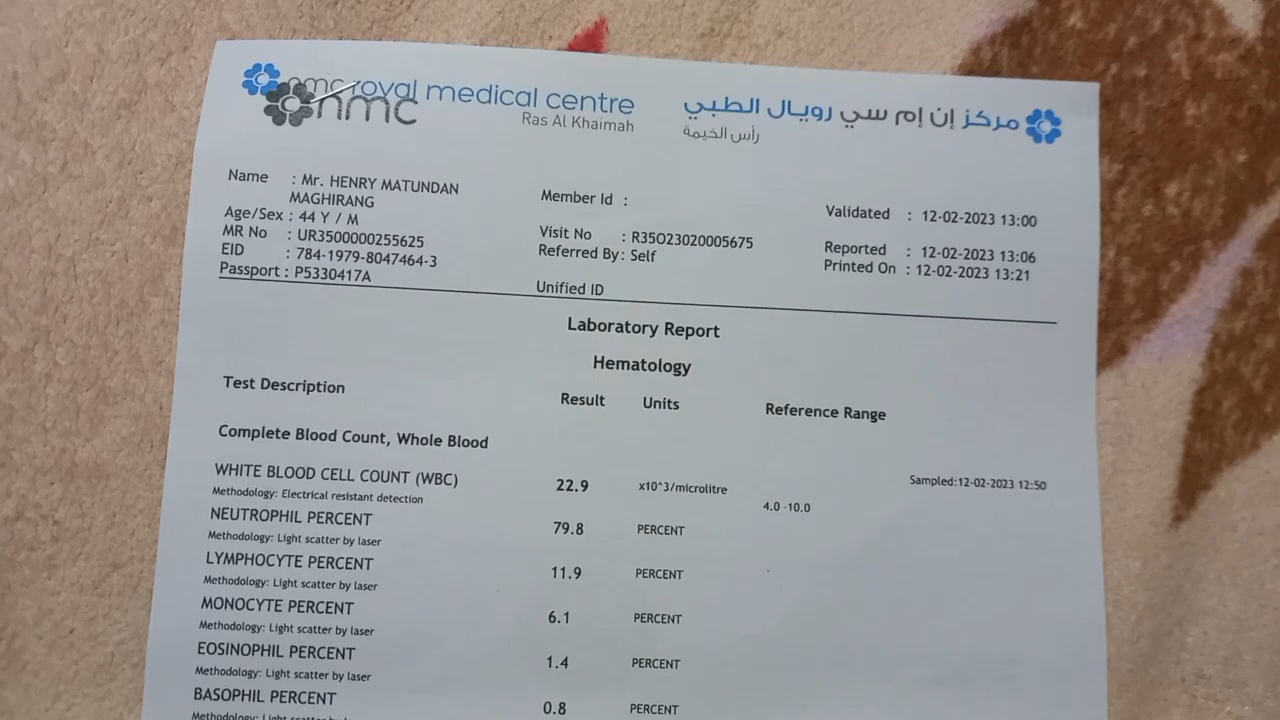 nmc royal medical centre
nmc
Ras Al Khaimah
مركز إن إم سي رويال الطبي
رأس الخيمة
Name : Mr. HENRY MATUNDAN
MAGHIRANG
Age/Sex : 44 Y / M
MR No : UR3500000255625
EID : 784-1979-8047464-3
Passport : P5330417A
Member Id :
Visit No : R35O23020005675
Referred By : Self
Unified ID
Validated : 12-02-2023 13:00
Reported : 12-02-2023 13:06
Printed On : 12-02-2023 13:21
Laboratory Report
Hematology
Test Description Result Units Reference Range
Complete Blood Count, Whole Blood
Sampled:12-02-2023 12:50
WHITE BLOOD CELL COUNT (WBC) 22.9 x10^3/microlitre 4.0 -10.0
Methodology: Electrical resistant detection
NEUTROPHIL PERCENT 79.8 PERCENT
Methodology: Light scatter by laser
LYMPHOCYTE PERCENT 11.9 PERCENT
Methodology: Light scatter by laser
MONOCYTE PERCENT 6.1 PERCENT
Methodology: Light scatter by laser
EOSINOPHIL PERCENT 1.4 PERCENT
Methodology: Light scatter by laser
BASOPHIL PERCENT 0.8 PERCENT
Methodology: Light